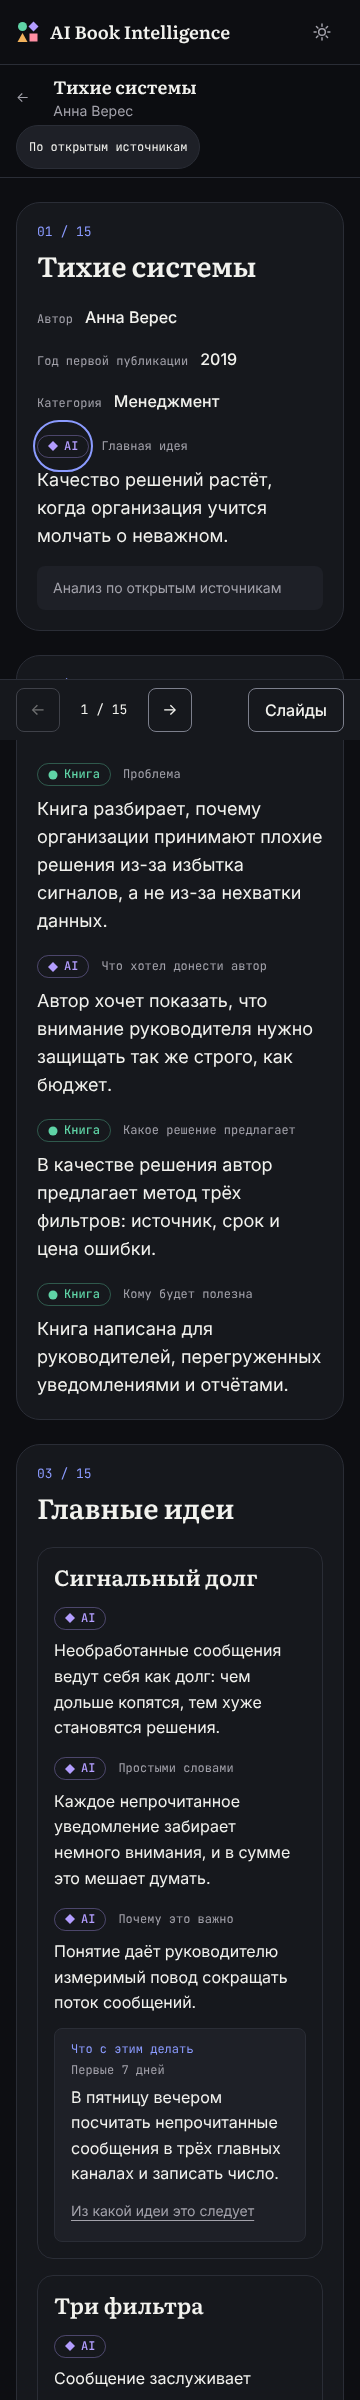 AI Book Intelligence
←
Тихие системы
Анна Верес
По открытым источникам
01 / 15
Тихие системы
Автор Анна Верес
Год первой публикации 2019
Категория Менеджмент
AI Главная идея
Качество решений растёт,
когда организация учится
молчать о неважном.
Анализ по открытым источникам
← 1 / 15 → Слайды
Книга Проблема
Книга разбирает, почему
организации принимают плохие
решения из-за избытка
сигналов, а не из-за нехватки
данных.
AI Что хотел донести автор
Автор хочет показать, что
внимание руководителя нужно
защищать так же строго, как
бюджет.
Книга Какое решение предлагает
В качестве решения автор
предлагает метод трёх
фильтров: источник, срок и
цена ошибки.
Книга Кому будет полезна
Книга написана для
руководителей, перегруженных
уведомлениями и отчётами.
03 / 15
Главные идеи
Сигнальный долг
AI
Необработанные сообщения
ведут себя как долг: чем
дольше копятся, тем хуже
становятся решения.
AI Простыми словами
Каждое непрочитанное
уведомление забирает
немного внимания, и в сумме
это мешает думать.
AI Почему это важно
Понятие даёт руководителю
измеримый повод сокращать
поток сообщений.
Что с этим делать
Первые 7 дней
В пятницу вечером
посчитать непрочитанные
сообщения в трёх главных
каналах и записать число.
Из какой идеи это следует
Три фильтра
AI
Сообщение заслуживает